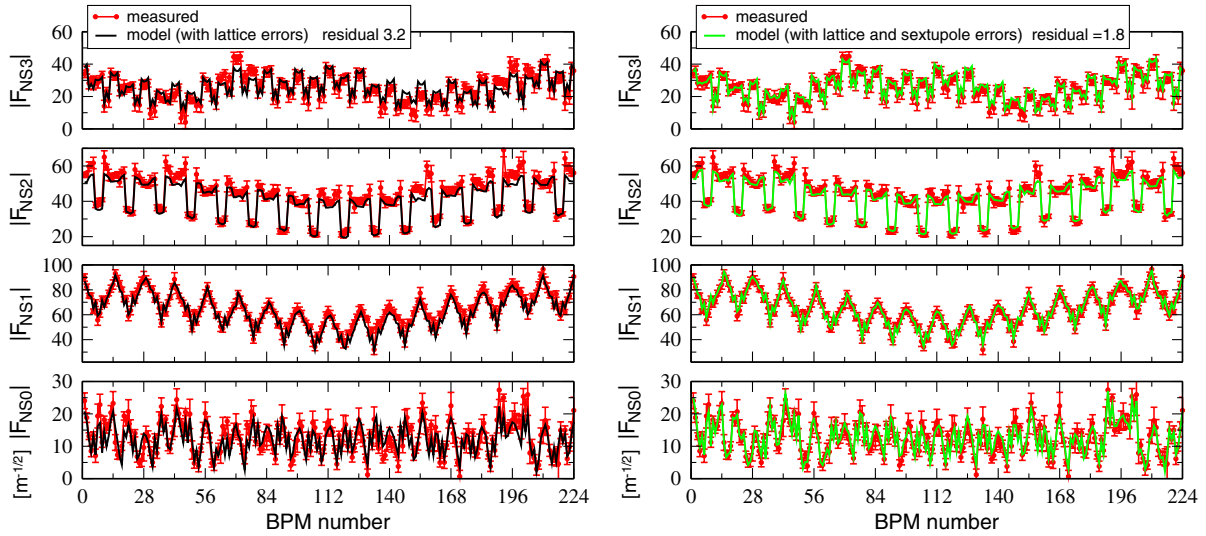 measured
model (with lattice errors) residual 3.2
60
40
20
0
|F_NS3|
60
40
20
|F_NS2|
100
80
60
40
|F_NS1|
30
20
10
0
[m^-1/2] |F_NS0|
0 28 56 84 112 140 168 196 224
BPM number
measured
model (with lattice and sextupole errors) residual =1.8
60
40
20
0
|F_NS3|
60
40
20
|F_NS2|
100
80
60
40
|F_NS1|
30
20
10
0
[m^-1/2] |F_NS0|
0 28 56 84 112 140 168 196 224
BPM number